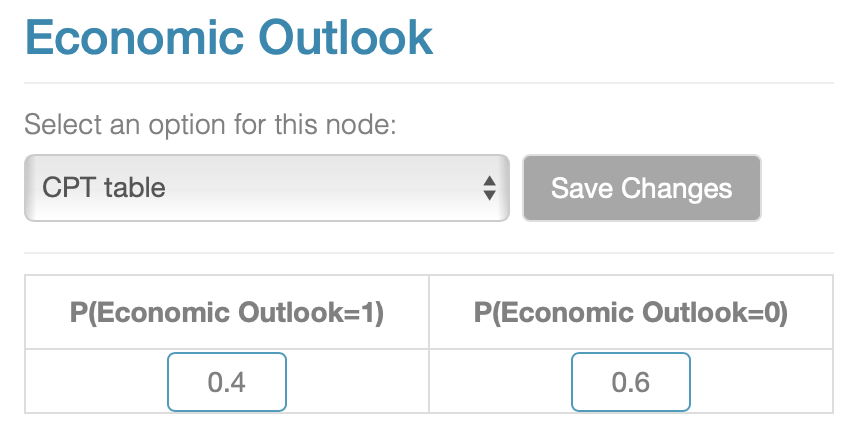 Economic Outlook
Select an option for this node:
CPT table
Save Changes
P(Economic Outlook=1) P(Economic Outlook=0)
0.4 0.6